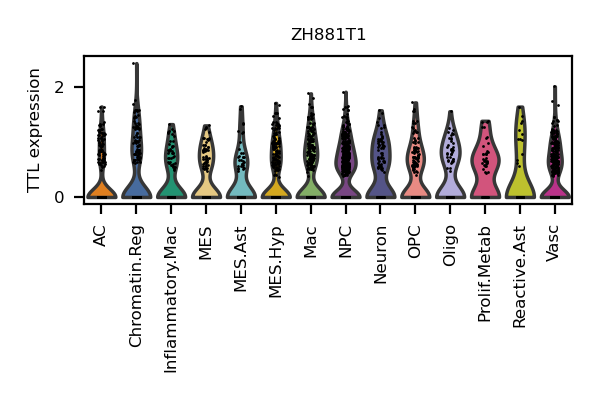 ZH881T1
TTL expression
2
0
AC
Chromatin.Reg
Inflammatory.Mac
MES
MES.Ast
MES.Hyp
Mac
NPC
Neuron
OPC
Oligo
Prolif.Metab
Reactive.Ast
Vasc